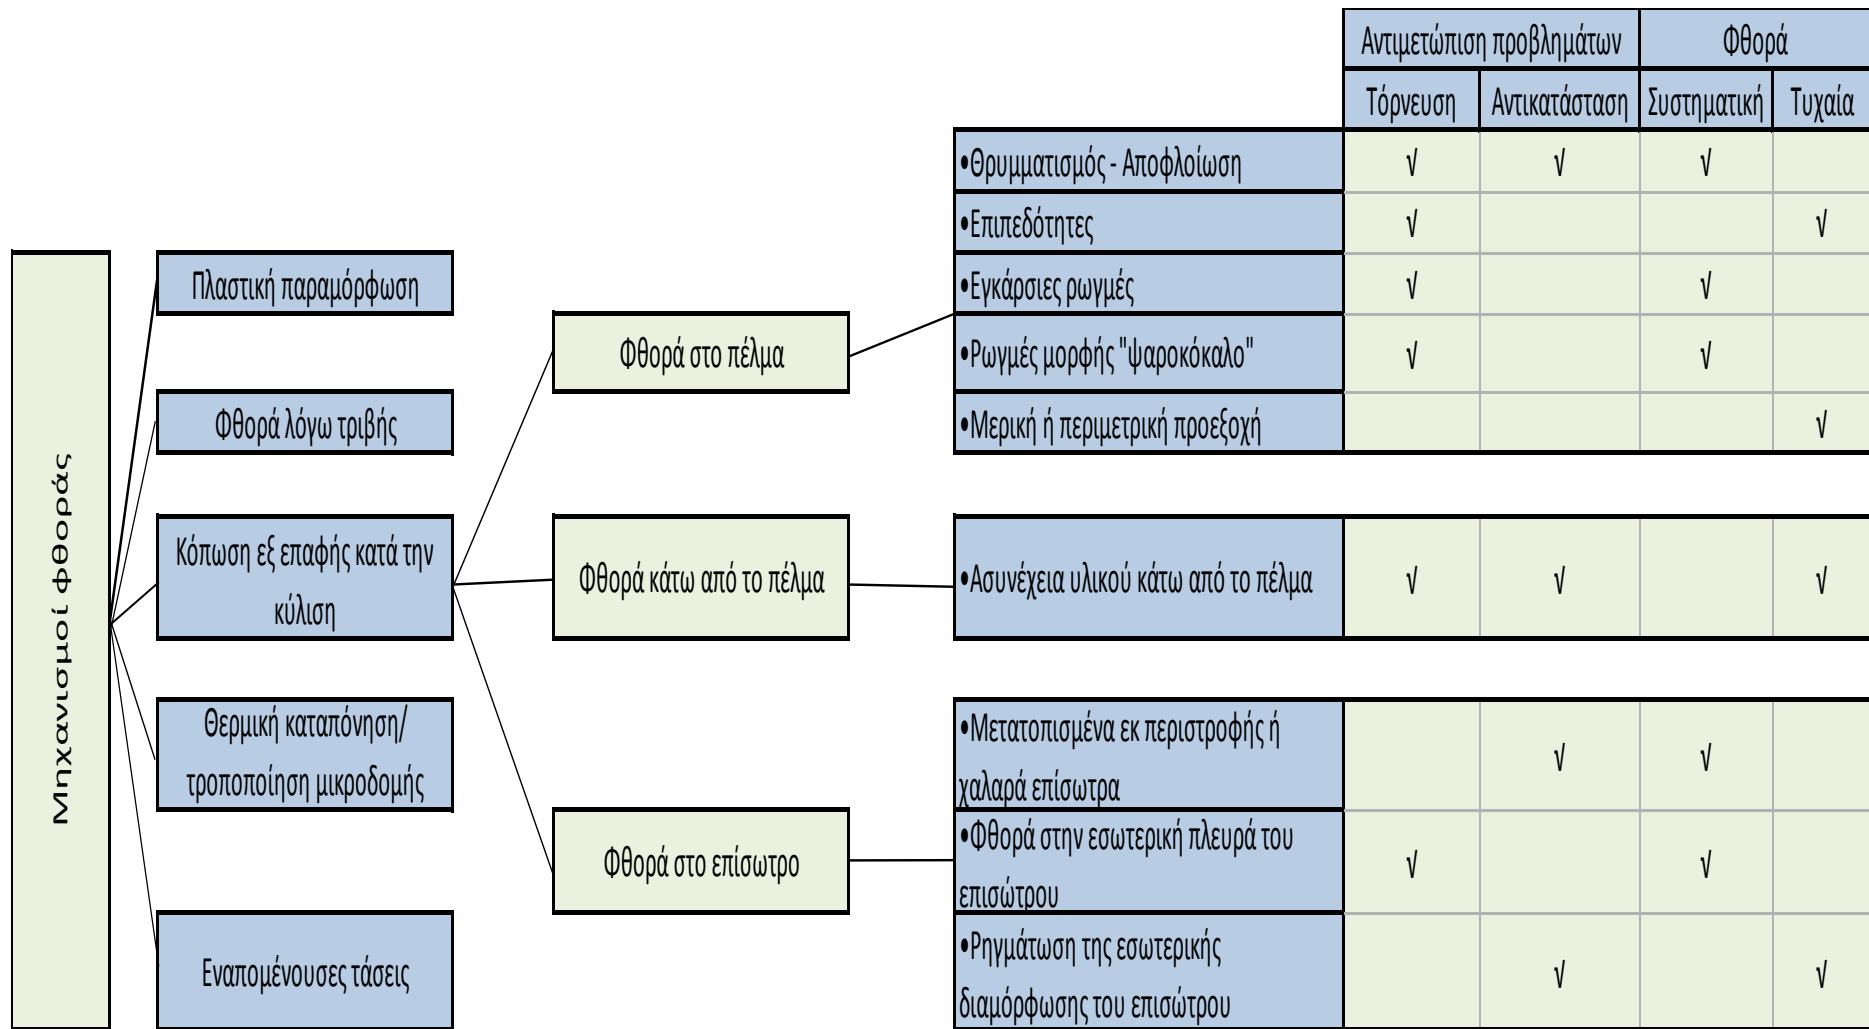 Αντιμετώπιση προβλημάτων Φθορά
Τόρνευση Αντικατάσταση Συστηματική Τυχαία
•Θρυμματισμός - Αποφλοίωση √ √ √
•Επιπεδότητες √ √
•Εγκάρσιες ρωγμές √ √
•Ρωγμές μορφής "ψαροκόκαλο" √ √
•Μερική ή περιμετρική προεξοχή √
Μηχανισμοί φθοράς
Πλαστική παραμόρφωση
Φθορά λόγω τριβής
Κόπωση εξ επαφής κατά την
κύλιση
Θερμική καταπόνηση/
τροποποίηση μικροδομής
Εναπομένουσες τάσεις
Φθορά στο πέλμα
Φθορά κάτω από το πέλμα
Φθορά στο επίσωτρο
•Ασυνέχεια υλικού κάτω από το πέλμα √ √ √
•Μετατοπισμένα εκ περιστροφής ή
χαλαρά επίσωτρα √ √
•Φθορά στην εσωτερική πλευρά του
επισώτρου √ √
•Ρηγμάτωση της εσωτερικής
διαμόρφωσης του επισώτρου √ √